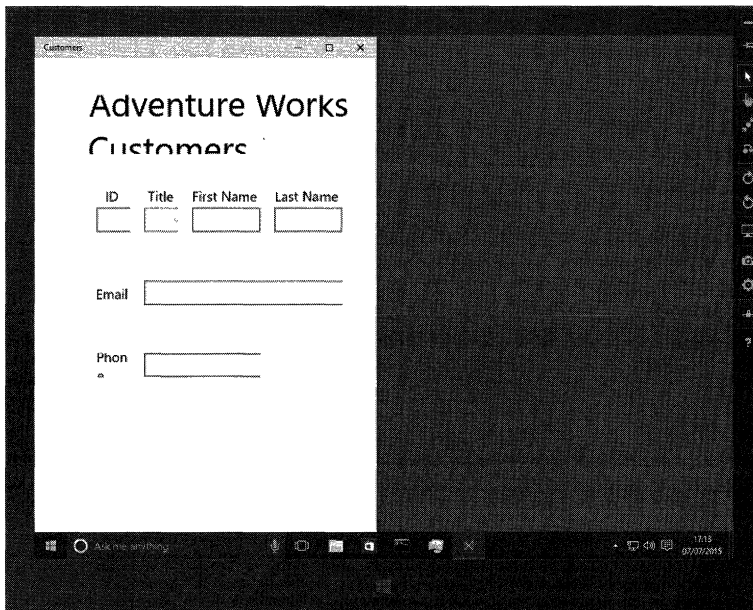 Customers
Adventure Works
Customers
ID Title First Name Last Name
Email
Phon
e
Ask me anything
17:13
07/07/2015